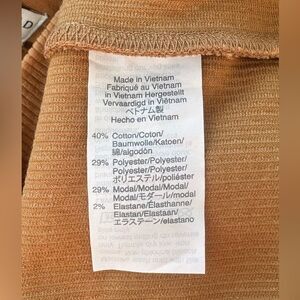 D
Made in Vietnam
Fabriqué au Vietnam
in Vietnam Hergestellt
Vervaardigd in Viëtnam
ベトナム製
Hecho en Vietnam
40% Cotton/Coton/
Baumwolle/Katoen/
綿/algodón
29% Polyester/Polyester/
Polyester/Polyester/
ポリエステル/poliéster
29% Modal/Modal/Modal/
Modal/モダール/modal
2% Elastane/Élasthanne/
Elastan/Elastaan/
エラステーン/elastano